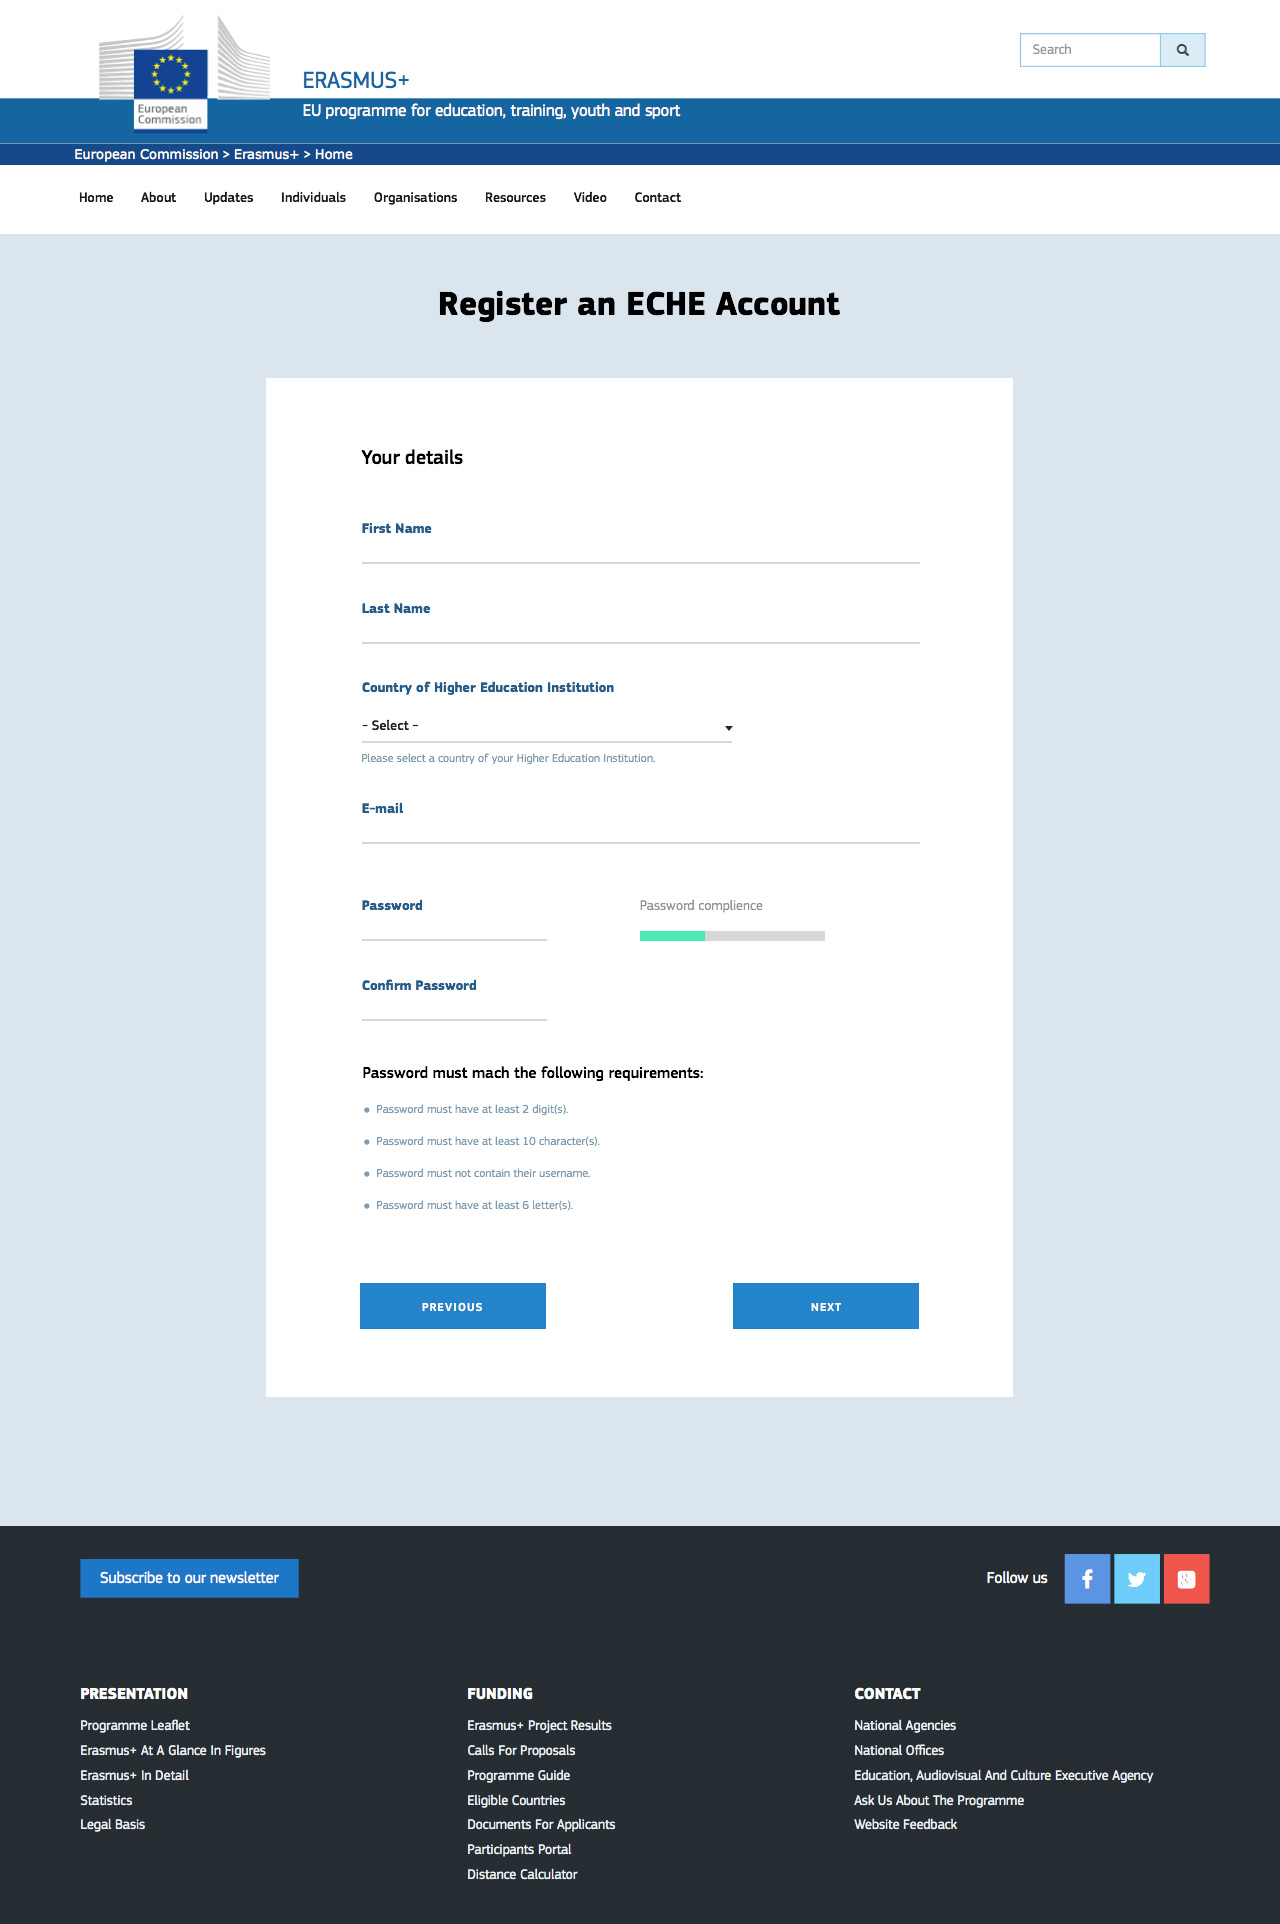 European
Commission
ERASMUS+
EU programme for education, training, youth and sport
Search
European Commission > Erasmus+ > Home
Home About Updates Individuals Organisations Resources Video Contact
Register an ECHE Account
Your details
First Name
Last Name
Country of Higher Education Institution
- Select -
Please select a country of your Higher Education Institution.
E-mail
Password
Password complience
Confirm Password
Password must mach the following requirements:
• Password must have at least 2 digit(s).
• Password must have at least 10 character(s).
• Password must not contain their username.
• Password must have at least 6 letter(s).
PREVIOUS
NEXT
Subscribe to our newsletter
Follow us
PRESENTATION
Programme Leaflet
Erasmus+ At A Glance In Figures
Erasmus+ In Detail
Statistics
Legal Basis
FUNDING
Erasmus+ Project Results
Calls For Proposals
Programme Guide
Eligible Countries
Documents For Applicants
Participants Portal
Distance Calculator
CONTACT
National Agencies
National Offices
Education, Audiovisual And Culture Executive Agency
Ask Us About The Programme
Website Feedback